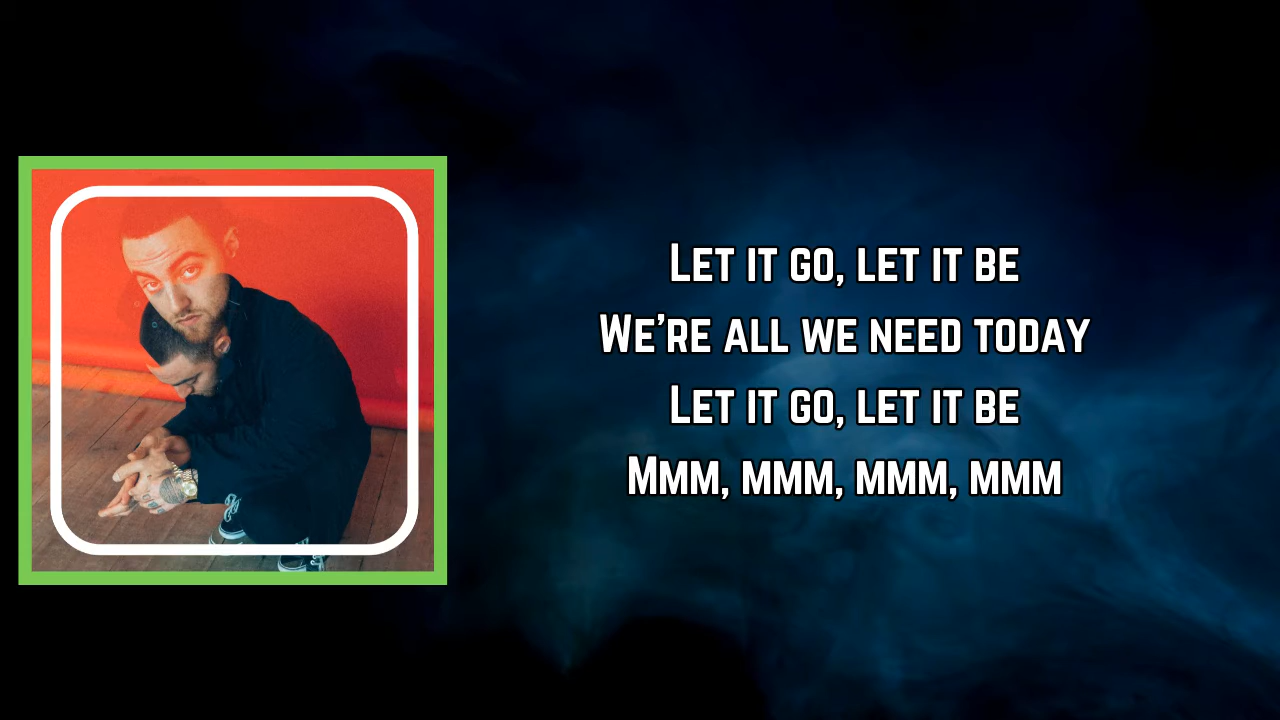 Let it go, let it be
We're all we need today
Let it go, let it be
Mmm, mmm, mmm, mmm